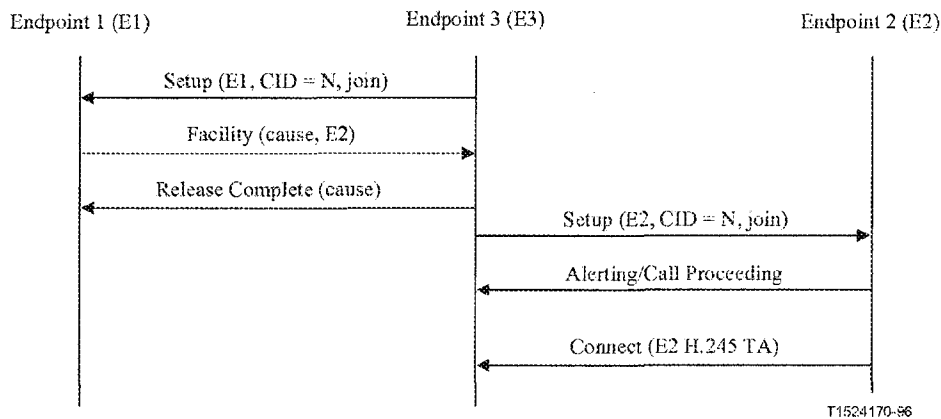 Endpoint 1 (E1)
Endpoint 3 (E3)
Endpoint 2 (E2)
Setup (E1, CID = N, join)
Facility (cause, E2)
Release Complete (cause)
Setup (E2, CID = N, join)
Alerting/Call Proceeding
Connect (E2 H.245 TA)
T1524170-96